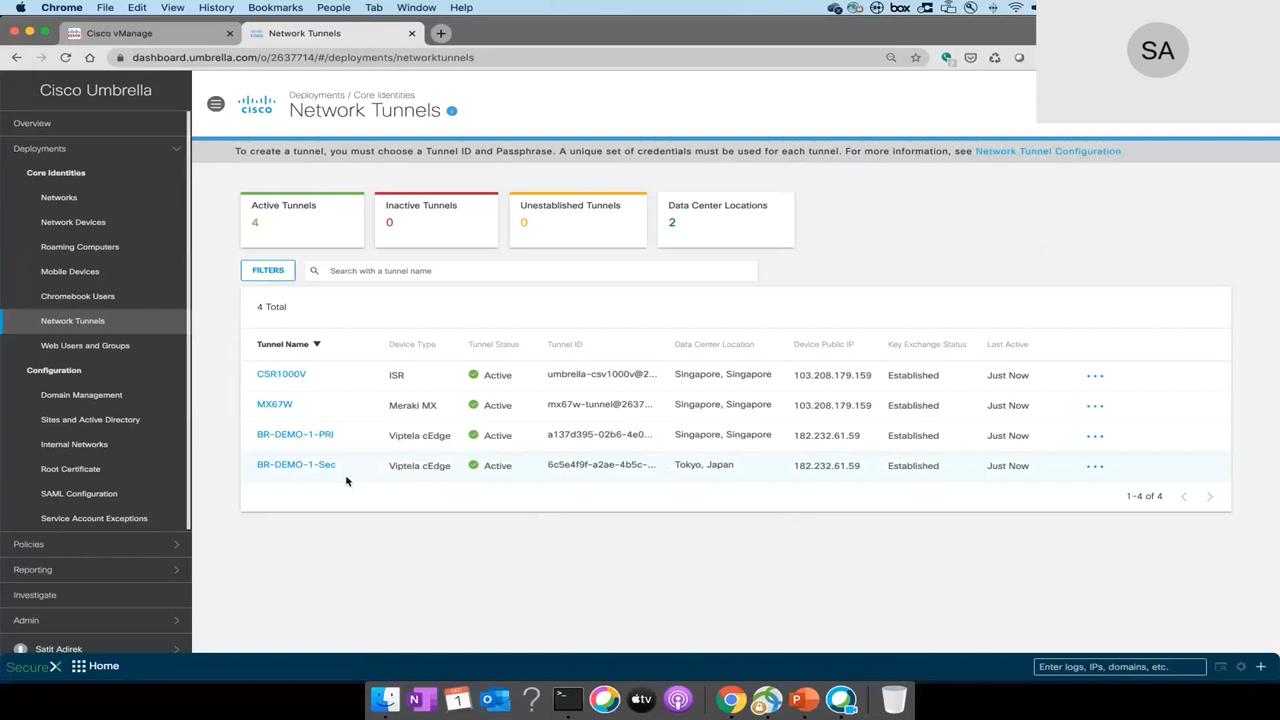 Chrome File Edit View History Bookmarks People Tab Window Help
box
Cisco vManage
Network Tunnels
SA
dashboard.umbrella.com/o/2637714/#/deployments/networktunnels
Cisco Umbrella
Overview
Deployments
Core Identities
Networks
Network Devices
Roaming Computers
Mobile Devices
Chromebook Users
Network Tunnels
Web Users and Groups
Configuration
Domain Management
Sites and Active Directory
Internal Networks
Root Certificate
SAML Configuration
Service Account Exceptions
Policies
Reporting
Investigate
Admin
Satit Adirek
CISCO
Deployments / Core Identities
Network Tunnels
To create a tunnel, you must choose a Tunnel ID and Passphrase. A unique set of credentials must be used for each tunnel. For more information, see Network Tunnel Configuration
Active Tunnels
4
Inactive Tunnels
0
Unestablished Tunnels
0
Data Center Locations
2
FILTERS
Search with a tunnel name
4 Total
Tunnel Name Device Type Tunnel Status Tunnel ID Data Center Location Device Public IP Key Exchange Status Last Active
CSR1000V ISR Active umbrella-csv1000v@2... Singapore, Singapore 103.208.179.159 Established Just Now ...
MX67W Meraki MX Active mx67w-tunnel@2637... Singapore, Singapore 103.208.179.159 Established Just Now ...
BR-DEMO-1-PRI Viptela cEdge Active a137d395-02b6-4e0... Singapore, Singapore 182.232.61.59 Established Just Now ...
BR-DEMO-1-Sec Viptela cEdge Active 6c5e4f9f-a2ae-4b5c-... Tokyo, Japan 182.232.61.59 Established Just Now ...
1-4 of 4
SecureX Home
Enter logs, IPs, domains, etc.
DEC
1
tv